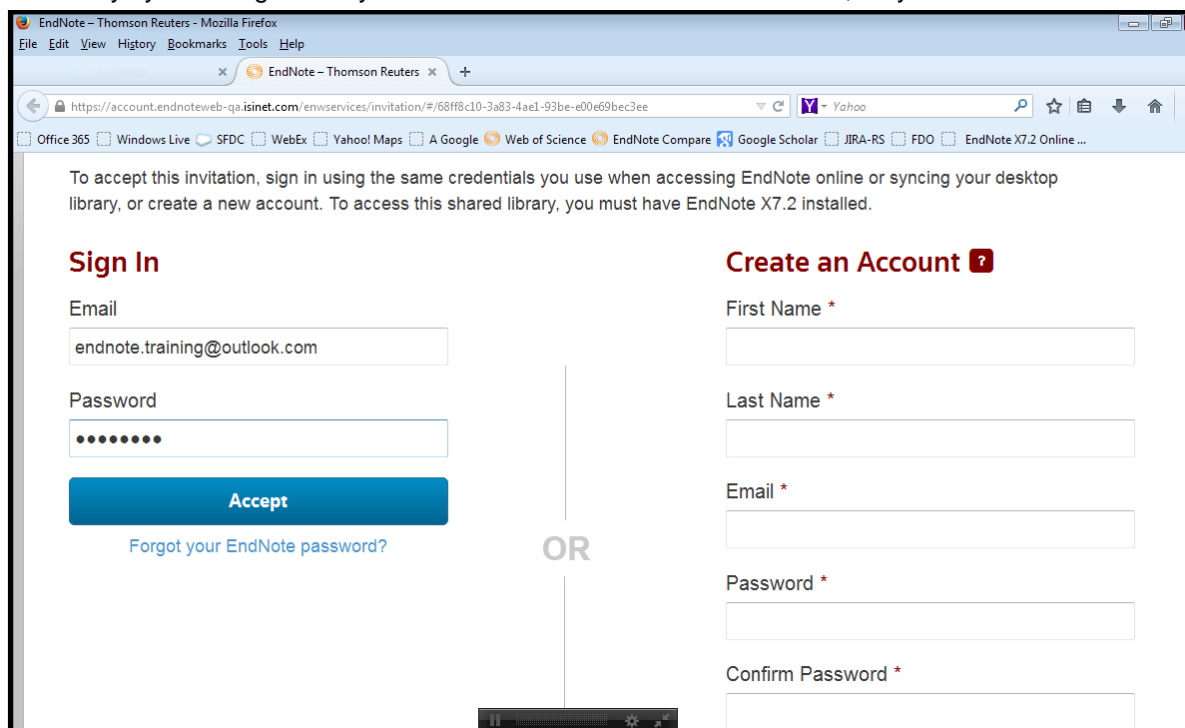 EndNote – Thomson Reuters - Mozilla Firefox
File Edit View History Bookmarks Tools Help
× EndNote – Thomson Reuters × +
https://account.endnoteweb-qa.isinet.com/enwservices/invitation/#/68ff8c10-3a83-4ae1-93be-e00e69bec3ee Y - Yahoo
Office 365 Windows Live SFDC WebEx Yahoo! Maps A Google Web of Science EndNote Compare Google Scholar JIRA-RS FDO EndNote X7.2 Online ...
To accept this invitation, sign in using the same credentials you use when accessing EndNote online or syncing your desktop
library, or create a new account. To access this shared library, you must have EndNote X7.2 installed.
Sign In
Email
endnote.training@outlook.com
Password
••••••••
Accept
Forgot your EndNote password?
OR
Create an Account ?
First Name *
Last Name *
Email *
Password *
Confirm Password *